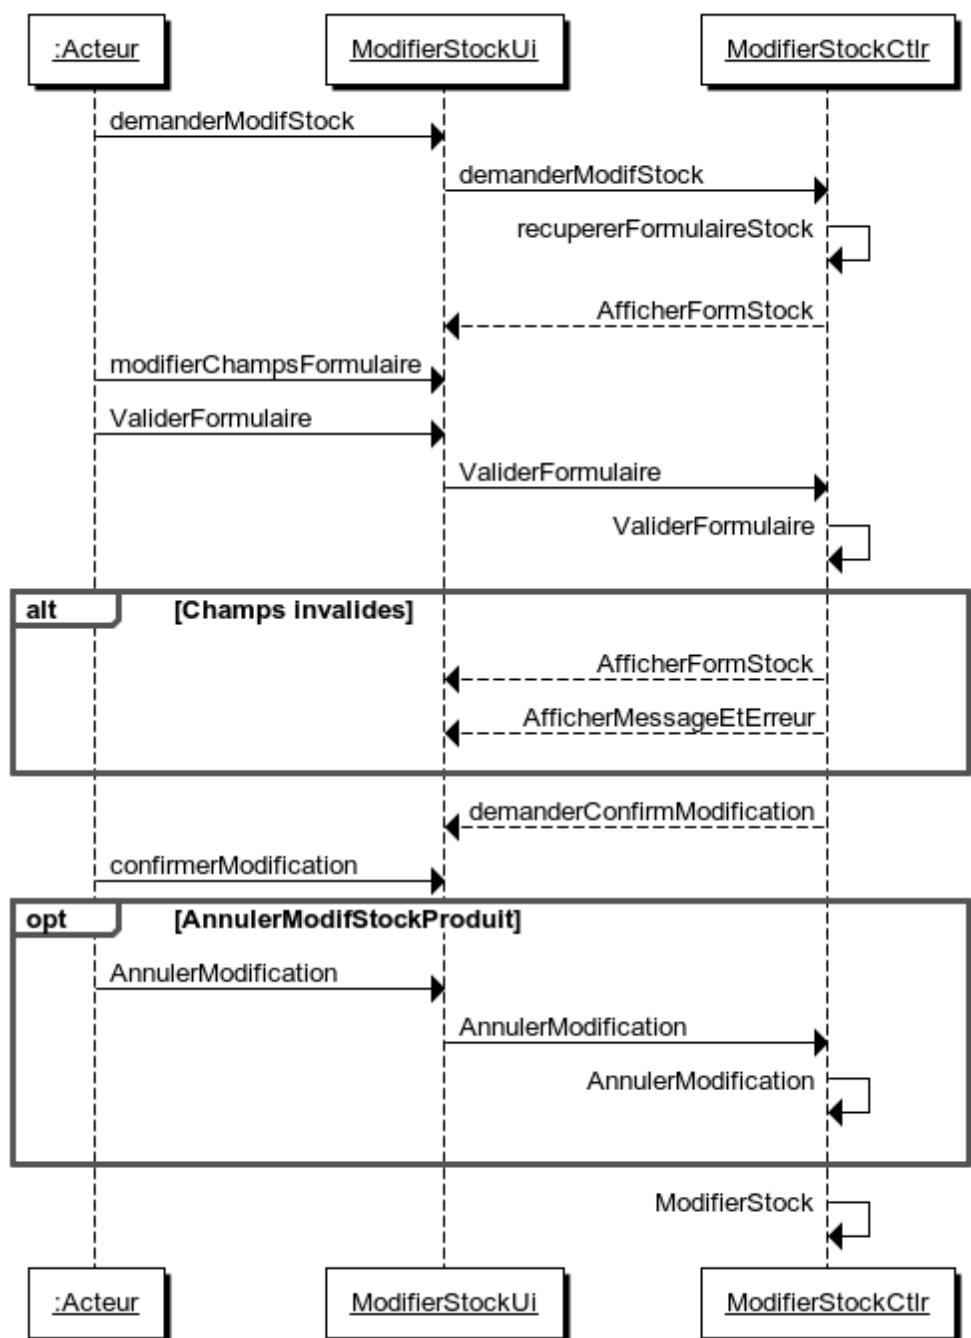 :Acteur
ModifierStockUi
ModifierStockCtlr
demanderModifStock
demanderModifStock
recupererFormulaireStock
AfficherFormStock
modifierChampsFormulaire
ValiderFormulaire
ValiderFormulaire
ValiderFormulaire
alt
[Champs invalides]
AfficherFormStock
AfficherMessageEtErreur
demanderConfirmModification
confirmerModification
opt
[AnnulerModifStockProduit]
AnnulerModification
AnnulerModification
AnnulerModification
ModifierStock
:Acteur
ModifierStockUi
ModifierStockCtlr